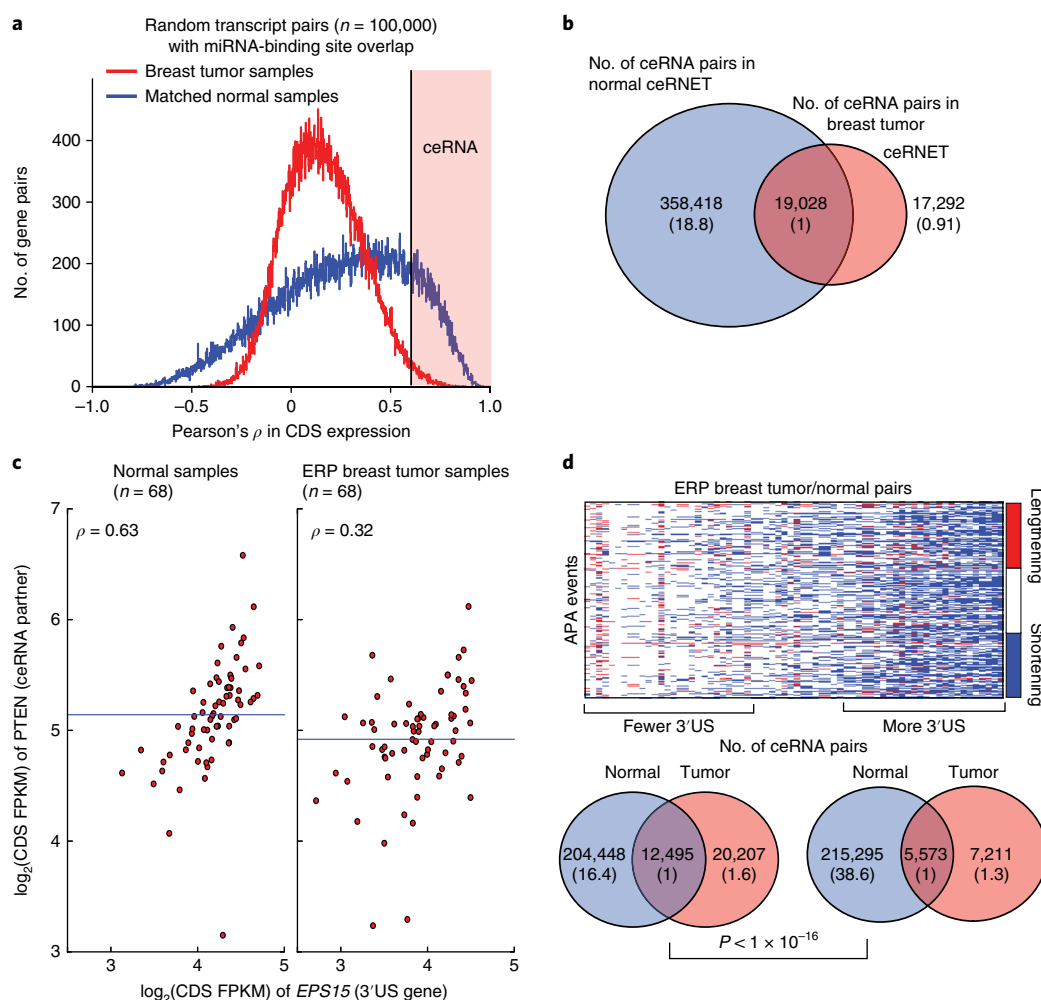 a
Random transcript pairs (n = 100,000)
with miRNA-binding site overlap
Breast tumor samples
Matched normal samples
ceRNA
No. of gene pairs
400
300
200
100
0
–1.0
–0.5
0
0.5
1.0
Pearson's ρ in CDS expression
b
No. of ceRNA pairs in
normal ceRNET
No. of ceRNA pairs in
breast tumor
ceRNET
358,418
(18.8)
19,028
(1)
17,292
(0.91)
c
Normal samples
(n = 68)
ERP breast tumor samples
(n = 68)
ρ = 0.63
ρ = 0.32
log2(CDS FPKM) of PTEN (ceRNA partner)
7
6
5
4
3
3
4
5
3
4
5
log2(CDS FPKM) of EPS15 (3′US gene)
d
ERP breast tumor/normal pairs
APA events
Lengthening
Shortening
Fewer 3′US
More 3′US
No. of ceRNA pairs
Normal
Tumor
Normal
Tumor
204,448
(16.4)
12,495
(1)
20,207
(1.6)
215,295
(38.6)
5,573
(1)
7,211
(1.3)
P < 1 × 10⁻¹⁶